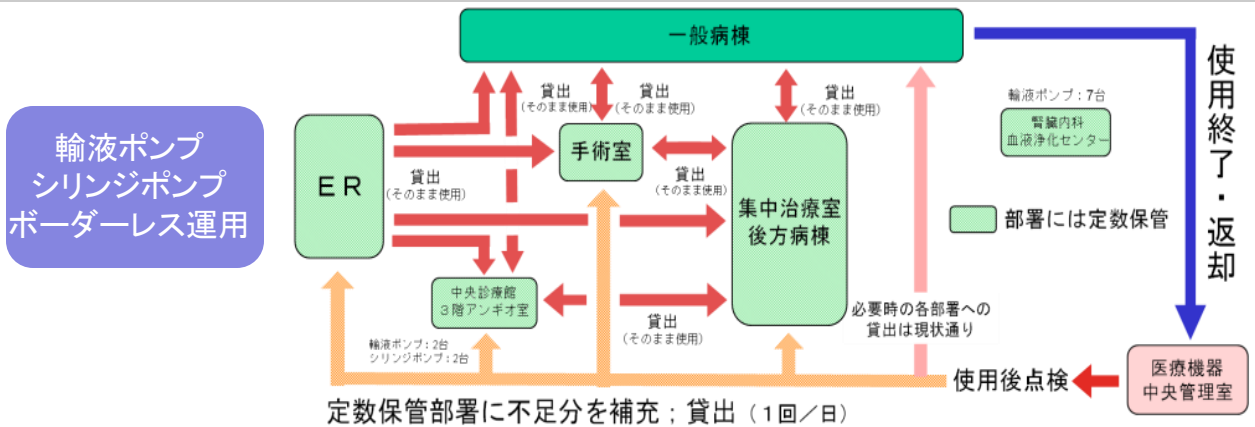 輸液ポンプ
シリンジポンプ
ボーダーレス運用
一般病棟
貸出
(そのまま使用)
貸出
(そのまま使用)
貸出
(そのまま使用)
ER
貸出
(そのまま使用)
手術室
貸出
(そのまま使用)
集中治療室
後方病棟
中央診療館
3階アンギオ室
輸液ポンプ:2台
シリンジポンプ:2台
貸出
(そのまま使用)
輸液ポンプ:7台
腎臓内科
血液浄化センター
部署には定数保管
必要時の各部署への
貸出は現状通り
使用終了・返却
医療機器
中央管理室
使用後点検
定数保管部署に不足分を補充;貸出(1回/日)